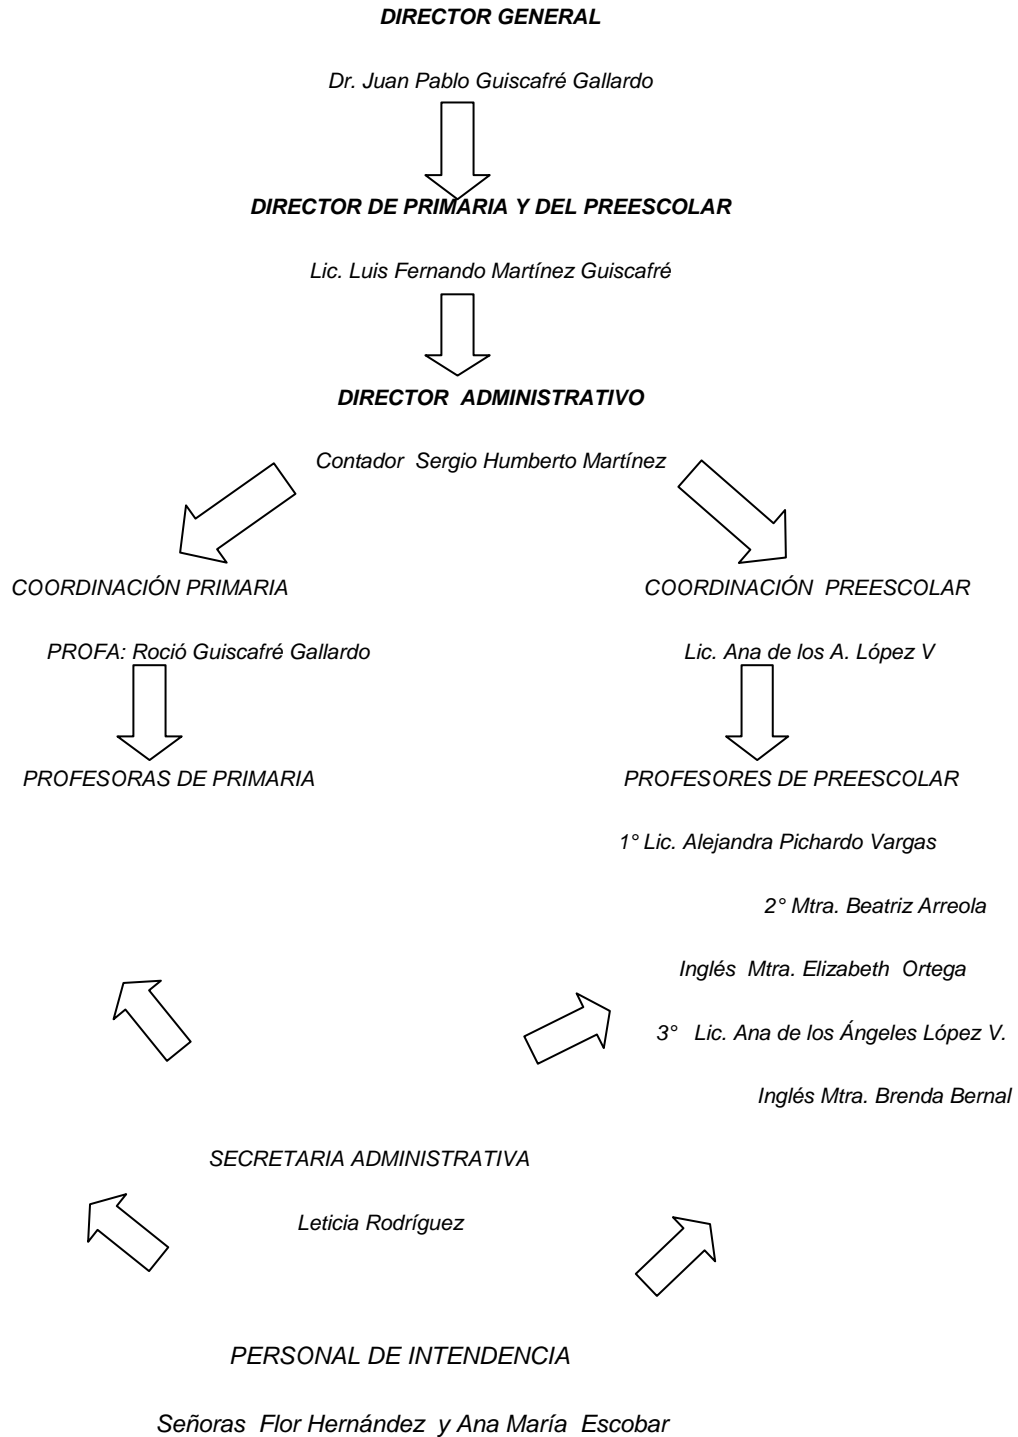 DIRECTOR GENERAL
Dr. Juan Pablo Guiscafré Gallardo
DIRECTOR DE PRIMARIA Y DEL PREESCOLAR
Lic. Luis Fernando Martínez Guiscafré
DIRECTOR ADMINISTRATIVO
Contador Sergio Humberto Martínez
COORDINACIÓN PRIMARIA
COORDINACIÓN PREESCOLAR
PROFA: Roció Guiscafré Gallardo
Lic. Ana de los A. López V
PROFESORAS DE PRIMARIA
PROFESORES DE PREESCOLAR
1° Lic. Alejandra Pichardo Vargas
2° Mtra. Beatriz Arreola
Inglés Mtra. Elizabeth Ortega
3° Lic. Ana de los Ángeles López V.
Inglés Mtra. Brenda Bernal
SECRETARIA ADMINISTRATIVA
Leticia Rodríguez
PERSONAL DE INTENDENCIA
Señoras Flor Hernández y Ana María Escobar